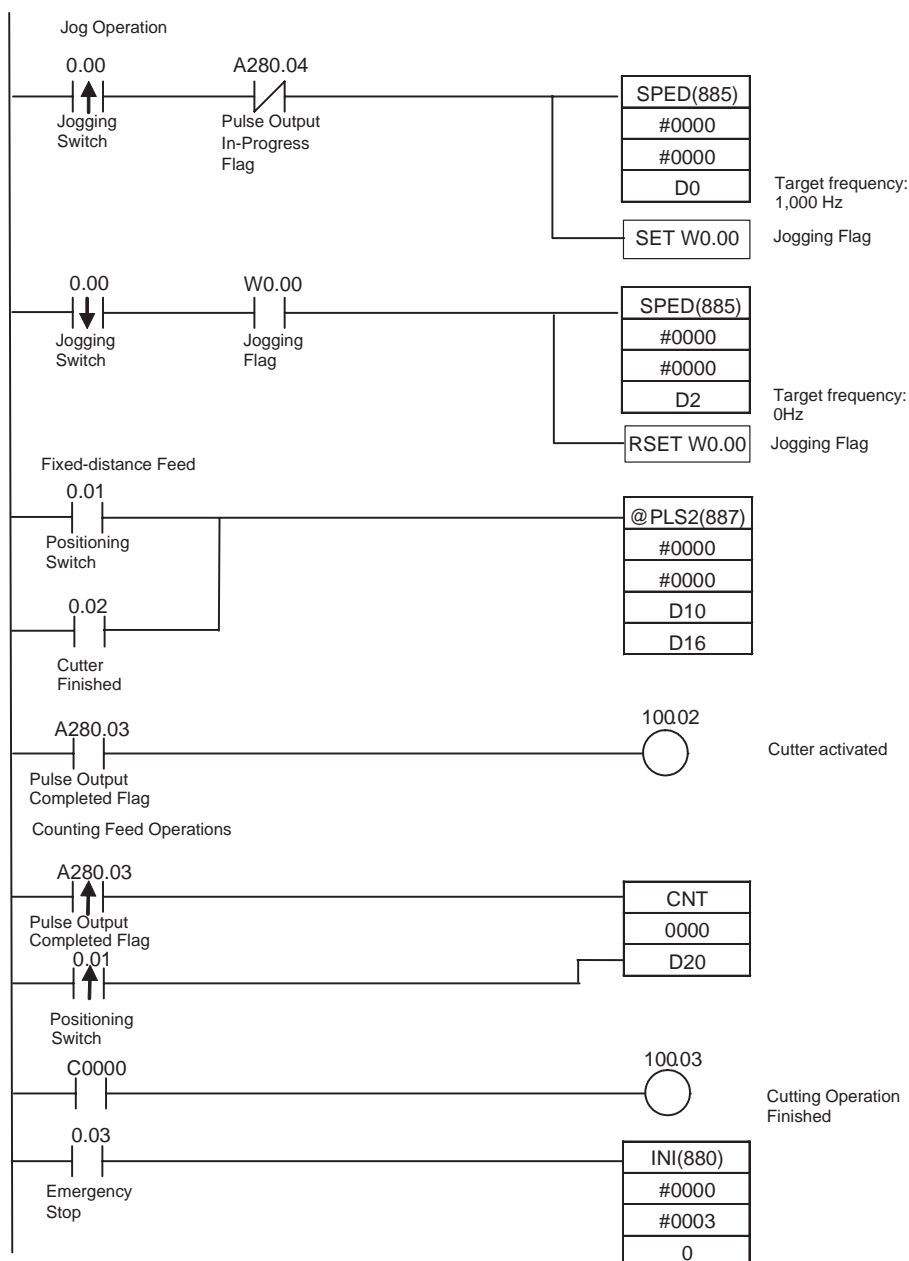 Jog Operation
0.00 A280.04
SPED(885)
Jogging
Switch
Pulse Output
In-Progress
Flag
#0000
#0000
D0
Target frequency:
1,000 Hz
SET W0.00
Jogging Flag
0.00 W0.00
SPED(885)
Jogging
Switch
Jogging
Flag
#0000
#0000
D2
Target frequency:
0Hz
RSET W0.00
Jogging Flag
Fixed-distance Feed
0.01
@PLS2(887)
Positioning
Switch
#0000
#0000
0.02
D10
D16
Cutter
Finished
A280.03
100.02
Cutter activated
Pulse Output
Completed Flag
Counting Feed Operations
A280.03
CNT
Pulse Output
Completed Flag
0000
0.01
D20
Positioning
Switch
C0000
100.03
Cutting Operation
Finished
0.03
INI(880)
Emergency
Stop
#0000
#0003
0